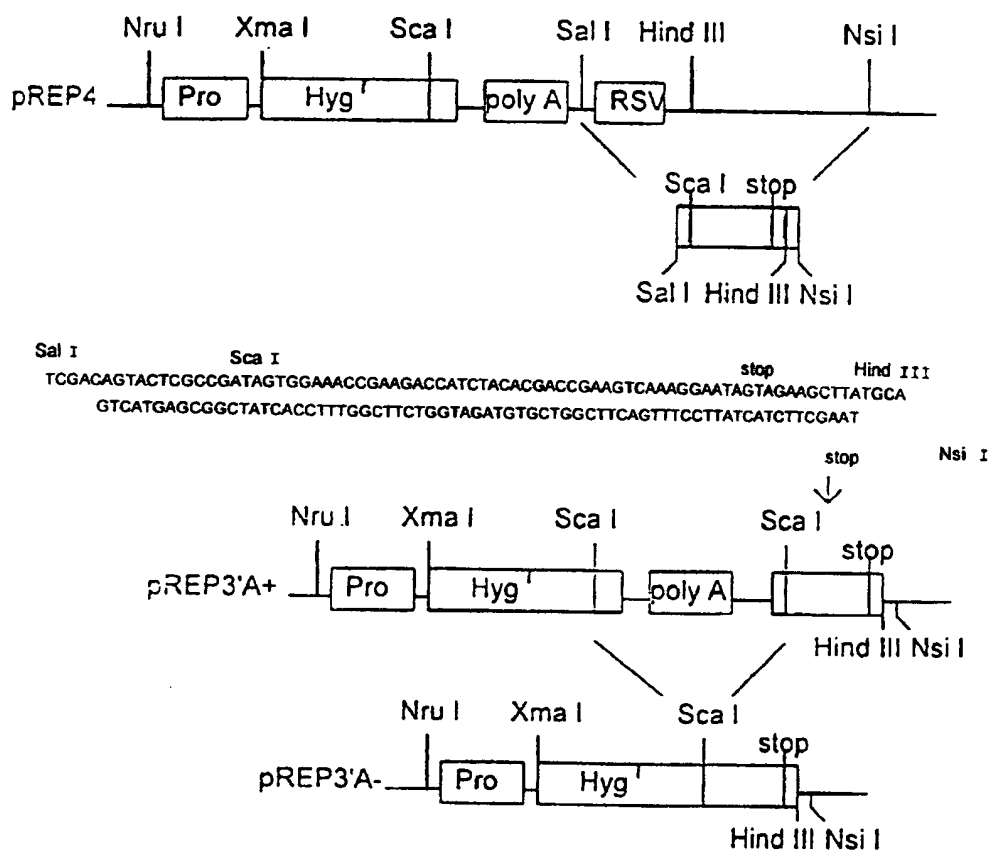 Nru I Xma I Sca I Sal I Hind III Nsi I
pREP4 Pro Hyg r poly A RSV
Sca I stop
Sal I Hind III Nsi I
Sal I Sca I stop Hind III
TCGACAGTACTCGCCGATAGTGGAAACCGAAGACCATCTACACGACCGAAGTCAAAGGAATAGTAGAAGCTTATGCA
GTCATGAGCGGCTATCACCTTTGGCTTCTGGTAGATGTGCTGGCTTCAGTTTCCTTATCATCTTCGAAT
stop Nsi I
Nru I Xma I Sca I Sca I
stop
pREP3'A+ Pro Hyg r poly A
Hind III Nsi I
Nru I Xma I Sca I
stop
pREP3'A- Pro Hyg r
Hind III Nsi I